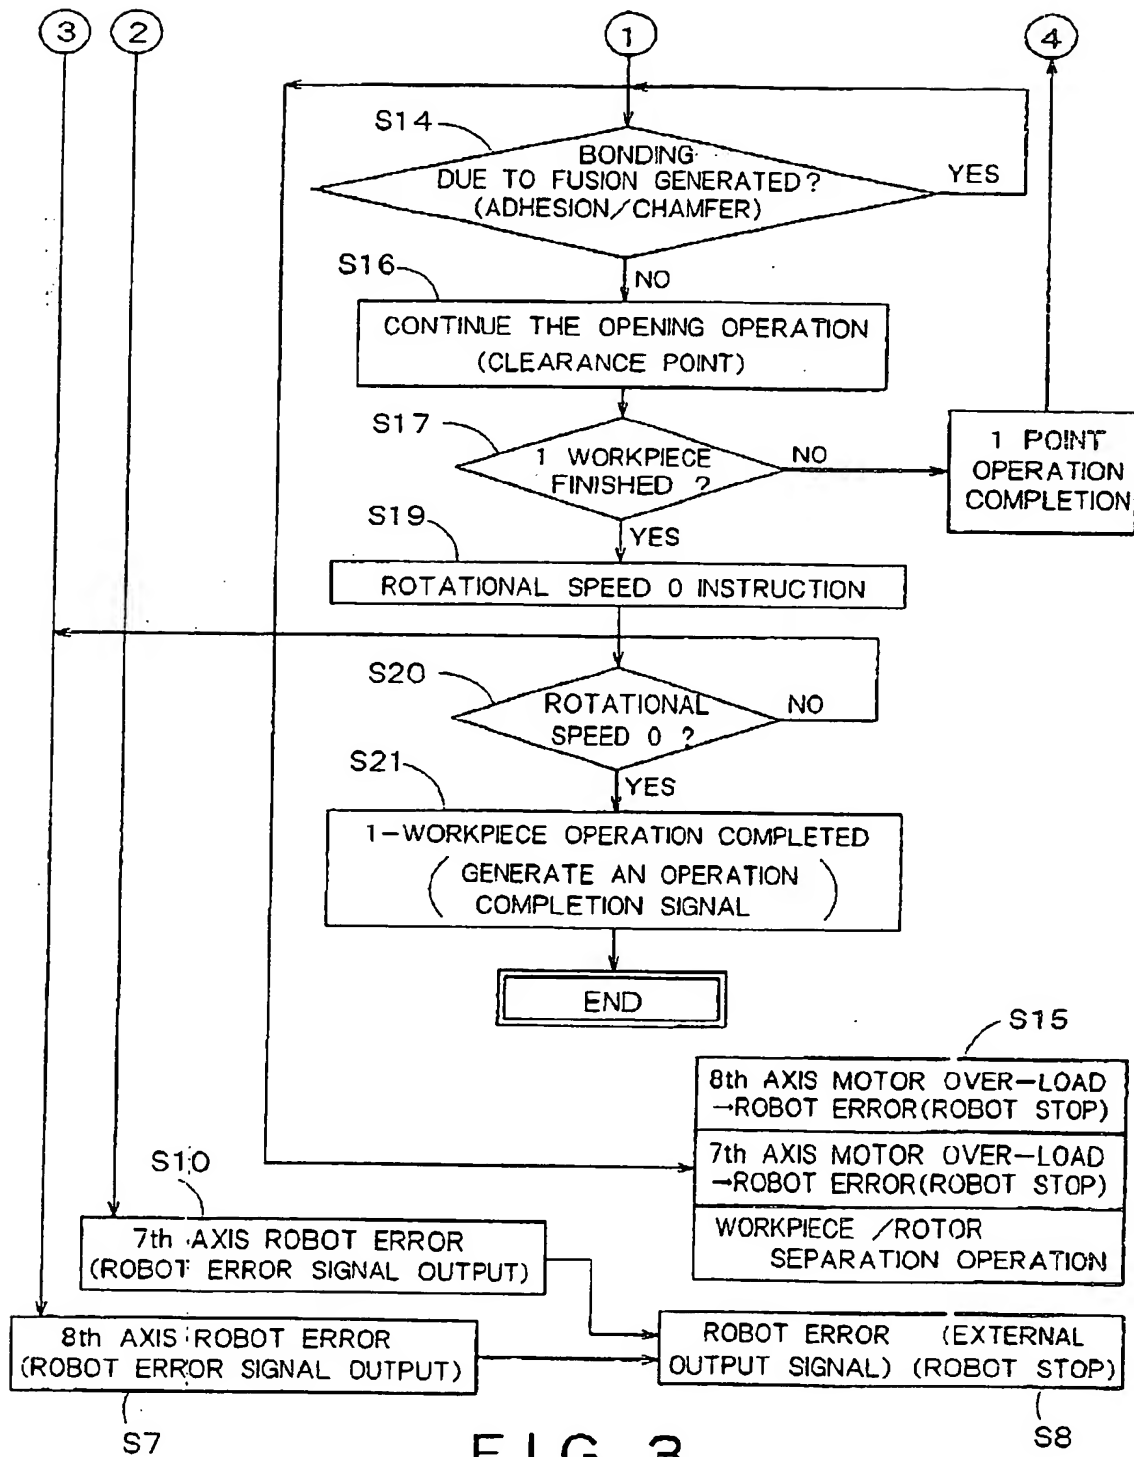 3 2 1 4
S14
BONDING
DUE TO FUSION GENERATED?
(ADHESION/CHAMFER)
YES
NO
S16
CONTINUE THE OPENING OPERATION
(CLEARANCE POINT)
S17
1 WORKPIECE
FINISHED ?
NO
1 POINT
OPERATION
COMPLETION
YES
S19
ROTATIONAL SPEED 0 INSTRUCTION
S20
ROTATIONAL
SPEED 0 ?
NO
YES
S21
1-WORKPIECE OPERATION COMPLETED
(GENERATE AN OPERATION
COMPLETION SIGNAL)
END
S15
8th AXIS MOTOR OVER-LOAD
→ROBOT ERROR(ROBOT STOP)
7th AXIS MOTOR OVER-LOAD
→ROBOT ERROR(ROBOT STOP)
WORKPIECE /ROTOR
SEPARATION OPERATION
S10
7th AXIS ROBOT ERROR
(ROBOT ERROR SIGNAL OUTPUT)
8th AXIS ROBOT ERROR
(ROBOT ERROR SIGNAL OUTPUT)
S7
ROBOT ERROR (EXTERNAL
OUTPUT SIGNAL) (ROBOT STOP)
S8
FIG 3